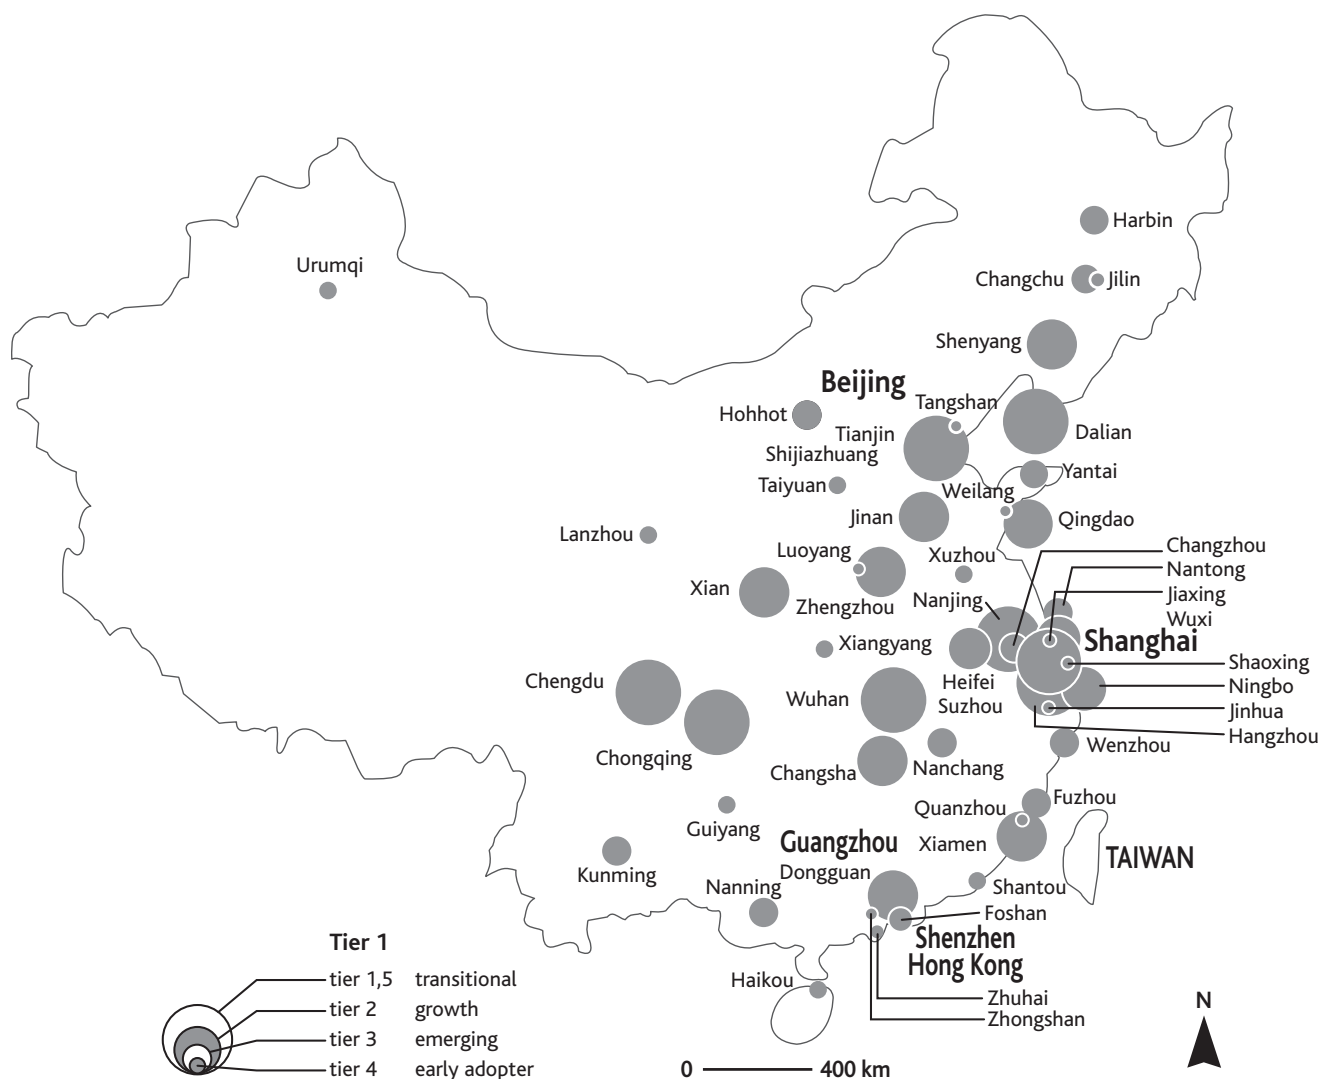 Harbin
Urumqi
Changchu
Jilin
Shenyang
Beijing
Tangshan
Hohhot
Tianjin
Dalian
Shijiazhuang
Yantai
Taiyuan
Weilang
Jinan
Qingdao
Lanzhou
Changzhou
Luoyang
Xuzhou
Nantong
Xian
Jiaxing
Zhengzhou
Nanjing
Wuxi
Xiangyang
Shanghai
Shaoxing
Chengdu
Heifei
Ningbo
Wuhan
Suzhou
Jinhua
Hangzhou
Wenzhou
Chongqing
Changsha
Nanchang
Quanzhou
Fuzhou
Guiyang
Guangzhou
Xiamen
TAIWAN
Kunming
Dongguan
Nanning
Shantou
Foshan
Shenzhen
Hong Kong
Haikou
Zhuhai
Zhongshan
Tier 1
tier 1,5 transitional
tier 2 growth
tier 3 emerging
tier 4 early adopter
0 400 km
N